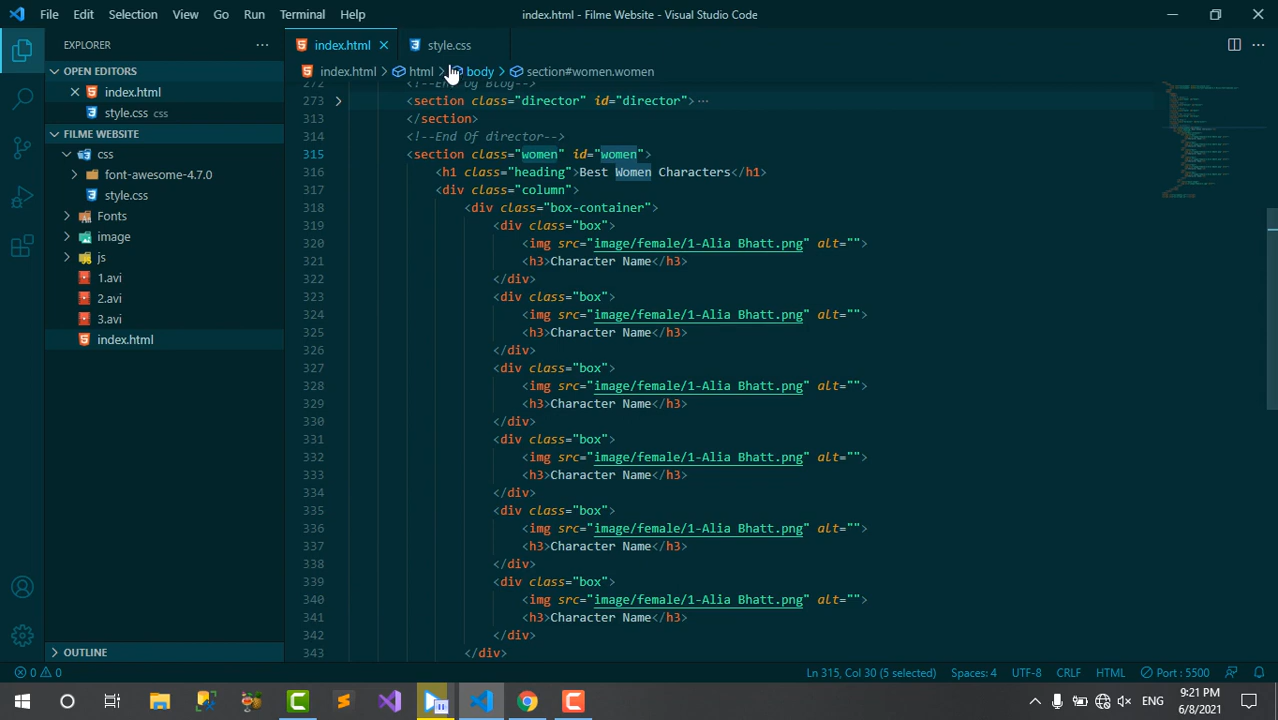 File Edit Selection View Go Run Terminal Help
index.html - Filme Website - Visual Studio Code
EXPLORER
index.html
style.css
OPEN EDITORS
index.html
style.css css
FILME WEBSITE
css
font-awesome-4.7.0
style.css
Fonts
image
js
1.avi
2.avi
3.avi
index.html
OUTLINE
index.html > html > body > section#women.women
272 <!--End Og Blog-->
273 <section class="director" id="director">…
313 </section>
314 <!--End Of director-->
315 <section class="women" id="women">
316 <h1 class="heading">Best Women Characters</h1>
317 <div class="column">
318 <div class="box-container">
319 <div class="box">
320 <img src="image/female/1-Alia Bhatt.png" alt="">
321 <h3>Character Name</h3>
322 </div>
323 <div class="box">
324 <img src="image/female/1-Alia Bhatt.png" alt="">
325 <h3>Character Name</h3>
326 </div>
327 <div class="box">
328 <img src="image/female/1-Alia Bhatt.png" alt="">
329 <h3>Character Name</h3>
330 </div>
331 <div class="box">
332 <img src="image/female/1-Alia Bhatt.png" alt="">
333 <h3>Character Name</h3>
334 </div>
335 <div class="box">
336 <img src="image/female/1-Alia Bhatt.png" alt="">
337 <h3>Character Name</h3>
338 </div>
339 <div class="box">
340 <img src="image/female/1-Alia Bhatt.png" alt="">
341 <h3>Character Name</h3>
342 </div>
343 </div>
0 0 Ln 315, Col 30 (5 selected) Spaces: 4 UTF-8 CRLF HTML Port : 5500
ENG
9:21 PM
6/8/2021